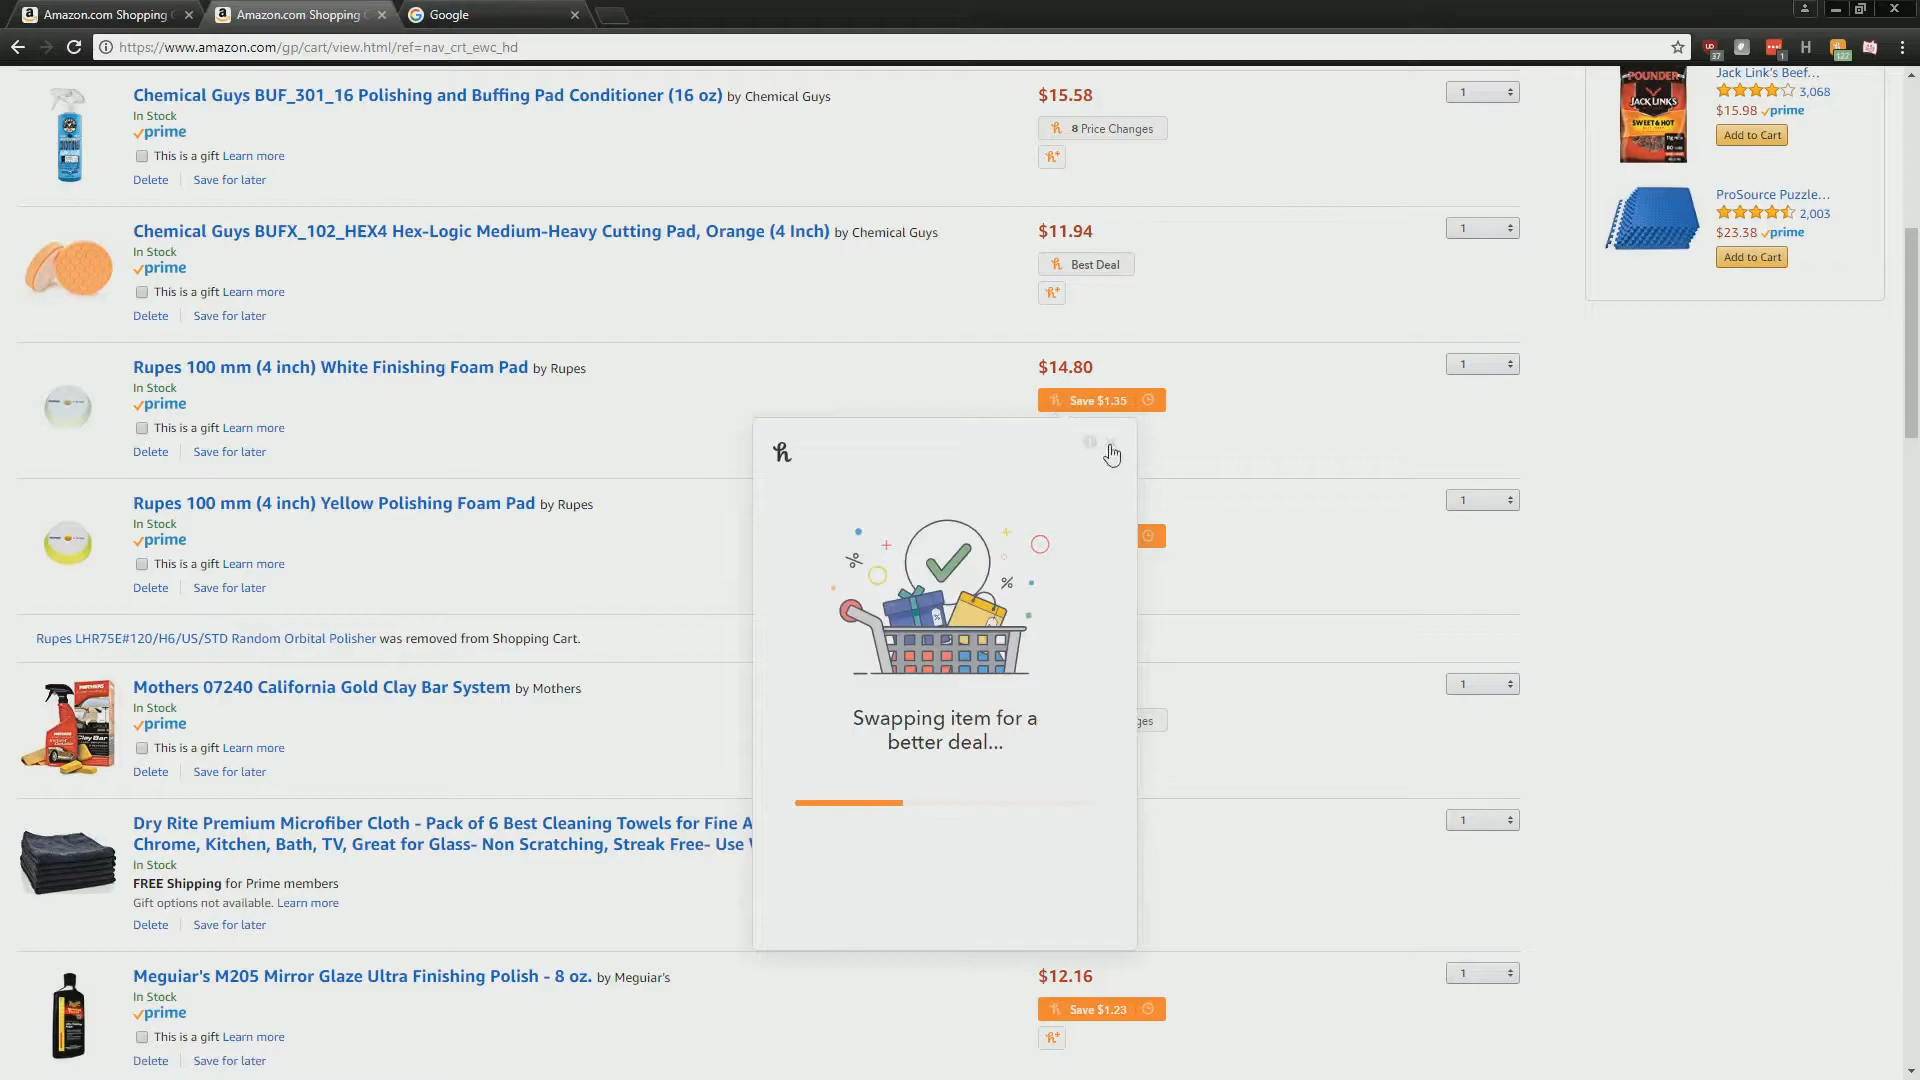 Amazon.com Shopping
Amazon.com Shopping
Google
https://www.amazon.com/gp/cart/view.html/ref=nav_crt_ewc_hd
37
1
H
127
Chemical Guys BUF_301_16 Polishing and Buffing Pad Conditioner (16 oz) by Chemical Guys
In Stock
prime
This is a gift Learn more
Delete
Save for later
$15.58
8 Price Changes
1
Chemical Guys BUFX_102_HEX4 Hex-Logic Medium-Heavy Cutting Pad, Orange (4 Inch) by Chemical Guys
In Stock
prime
This is a gift Learn more
Delete
Save for later
$11.94
Best Deal
1
Rupes 100 mm (4 inch) White Finishing Foam Pad by Rupes
In Stock
prime
This is a gift Learn more
Delete
Save for later
$14.80
Save $1.35
1
Rupes 100 mm (4 inch) Yellow Polishing Foam Pad by Rupes
In Stock
prime
This is a gift Learn more
Delete
Save for later
1
Rupes LHR75E#120/H6/US/STD Random Orbital Polisher was removed from Shopping Cart.
Mothers 07240 California Gold Clay Bar System by Mothers
In Stock
prime
This is a gift Learn more
Delete
Save for later
ges
1
Dry Rite Premium Microfiber Cloth - Pack of 6 Best Cleaning Towels for Fine A
Chrome, Kitchen, Bath, TV, Great for Glass- Non Scratching, Streak Free- Use
In Stock
FREE Shipping for Prime members
Gift options not available. Learn more
Delete
Save for later
1
Meguiar's M205 Mirror Glaze Ultra Finishing Polish - 8 oz. by Meguiar's
In Stock
prime
This is a gift Learn more
Delete
Save for later
$12.16
Save $1.23
1
h
Swapping item for a
better deal...
POUNDER
JACK LINK'S
SWEET & HOT
Jack Link's Beef...
3,068
$15.98 prime
Add to Cart
ProSource Puzzle...
2,003
$23.38 prime
Add to Cart